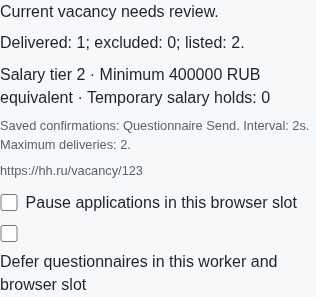 Current vacancy needs review.
Delivered: 1; excluded: 0; listed: 2.
Salary tier 2 · Minimum 400000 RUB
equivalent · Temporary salary holds: 0
Saved confirmations: Questionnaire Send. Interval: 2s.
Maximum deliveries: 2.
https://hh.ru/vacancy/123
Pause applications in this browser slot
Defer questionnaires in this worker and
browser slot